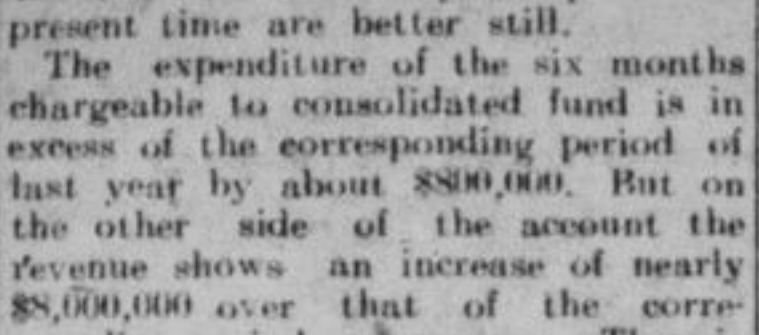 present time are better still.
The expenditure of the six months
chargeable to consolidated fund is in
excess of the corresponding period of
last year by about $800,000. But on
the other side of the account the
revenue shows an increase of nearly
$8,000,000 over that of the corre-